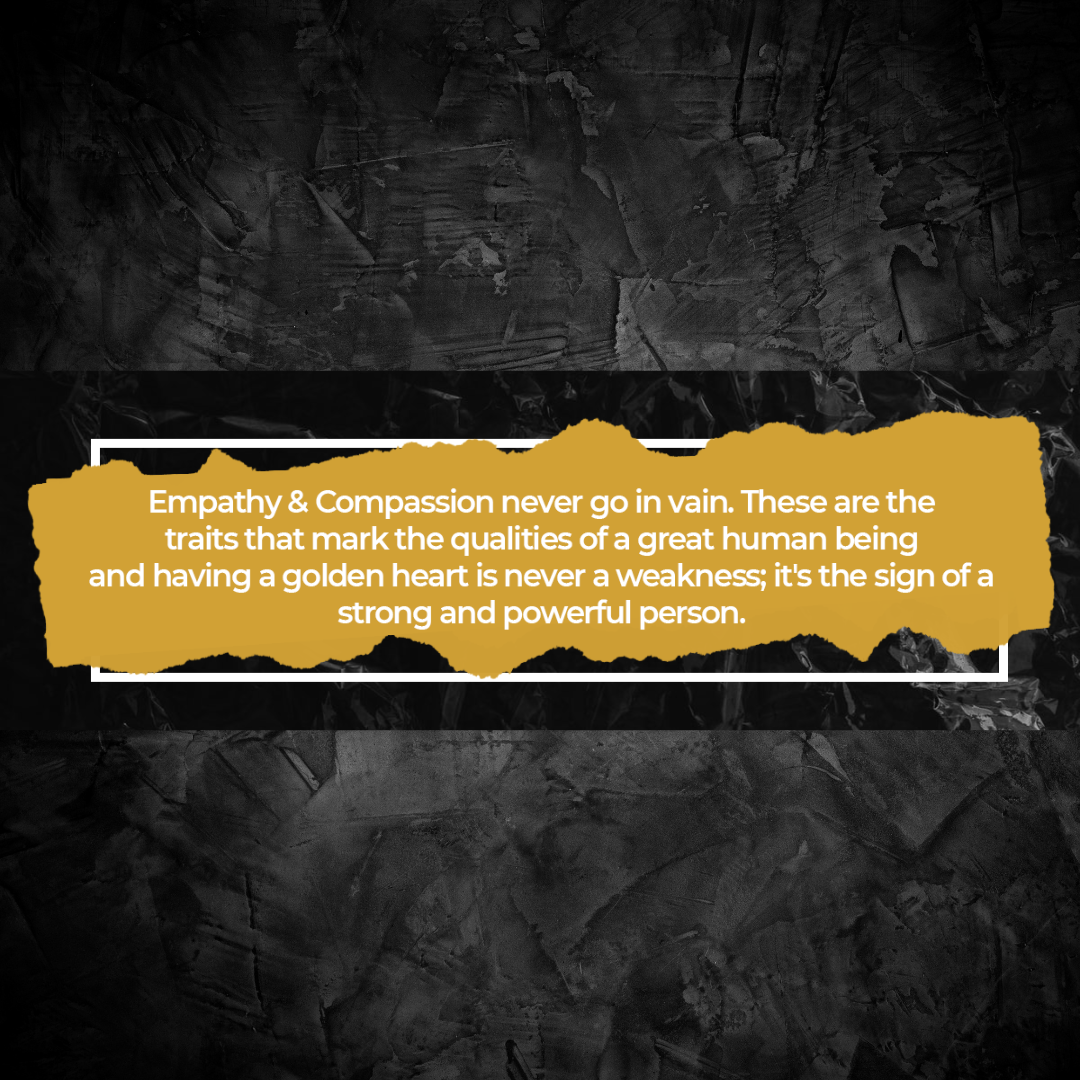 Empathy & Compassion never go in vain. These are the
traits that mark the qualities of a great human being
and having a golden heart is never a weakness; it's the sign of a
strong and powerful person.